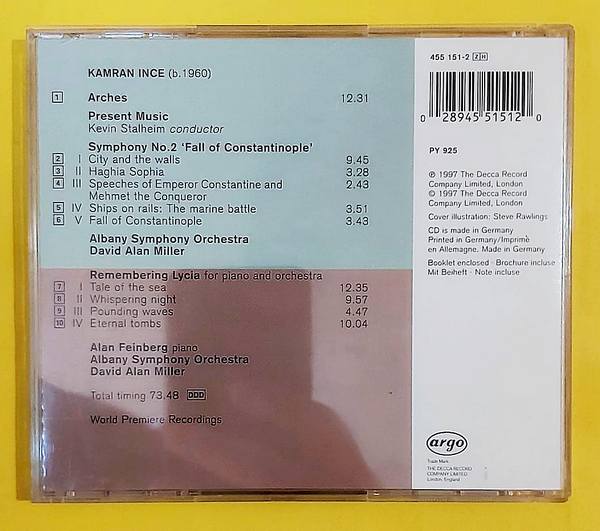 KAMRAN INCE (b.1960)
1 Arches 12.31
Present Music
Kevin Stalheim conductor
Symphony No.2 'Fall of Constantinople'
2 I City and the walls 9.45
3 II Haghia Sophia 3.28
4 III Speeches of Emperor Constantine and
Mehmet the Conqueror 2.43
5 IV Ships on rails: The marine battle 3.51
6 V Fall of Constantinople 3.43
Albany Symphony Orchestra
David Alan Miller
Remembering Lycia for piano and orchestra
7 I Tale of the sea 12.35
8 II Whispering night 9.57
9 III Pounding waves 4.47
10 IV Eternal tombs 10.04
Alan Feinberg piano
Albany Symphony Orchestra
David Alan Miller
Total timing 73.48 DDD
World Premiere Recordings
455 151-2 ZH
0 28945 51512 0
PY 925
℗ 1997 The Decca Record
Company Limited, London
© 1997 The Decca Record
Company Limited, London
Cover illustration: Steve Rawlings
CD is made in Germany
Printed in Germany/Imprimé
en Allemagne. Made in Germany
Booklet enclosed · Brochure incluse
Mit Beiheft · Note incluse
argo
Trade Mark
THE DECCA RECORD
COMPANY LIMITED
London, England